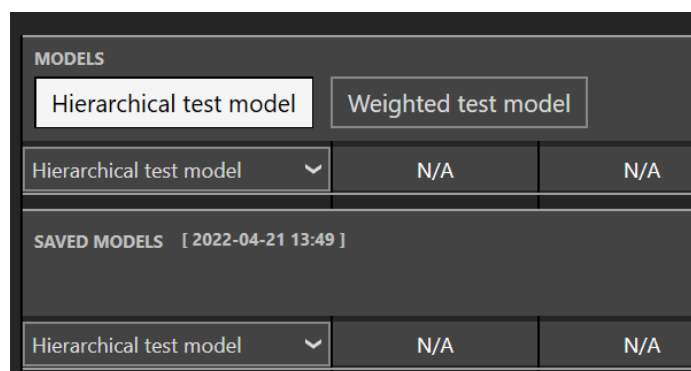 MODELS
Hierarchical test model Weighted test model
Hierarchical test model N/A N/A
SAVED MODELS [ 2022-04-21 13:49 ]
Hierarchical test model N/A N/A